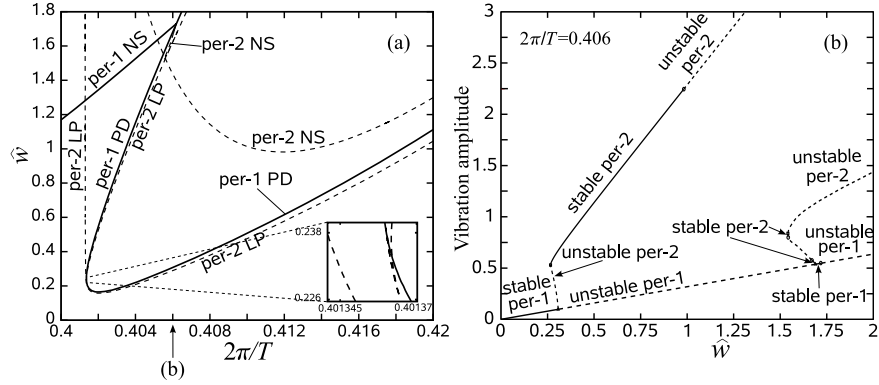 1.8
1.6
1.4
1.2
1
0.8
0.6
0.4
0.2
0
ŵ
0.4
0.404
0.408
0.412
0.416
0.42
2π/T
(b)
(a)
per-1 NS
per-2 NS
per-2 LP
per-1 PD
per-2 LP
per-2 NS
per-1 PD
per-2 LP
0.238
0.226
0.401345
0.40137
3
2.5
2
1.5
1
0.5
0
Vibration amplitude
0
0.25
0.5
0.75
1
1.25
1.5
1.75
2
ŵ
2π/T=0.406
(b)
unstable
per-2
stable per-2
unstable
per-2
stable per-2
unstable
per-1
unstable per-2
stable
per-1
unstable per-1
stable per-1